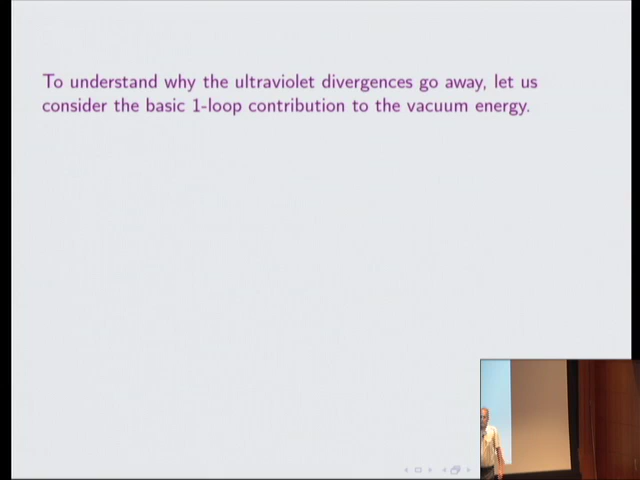 To understand why the ultraviolet divergences go away, let us
consider the basic 1-loop contribution to the vacuum energy.